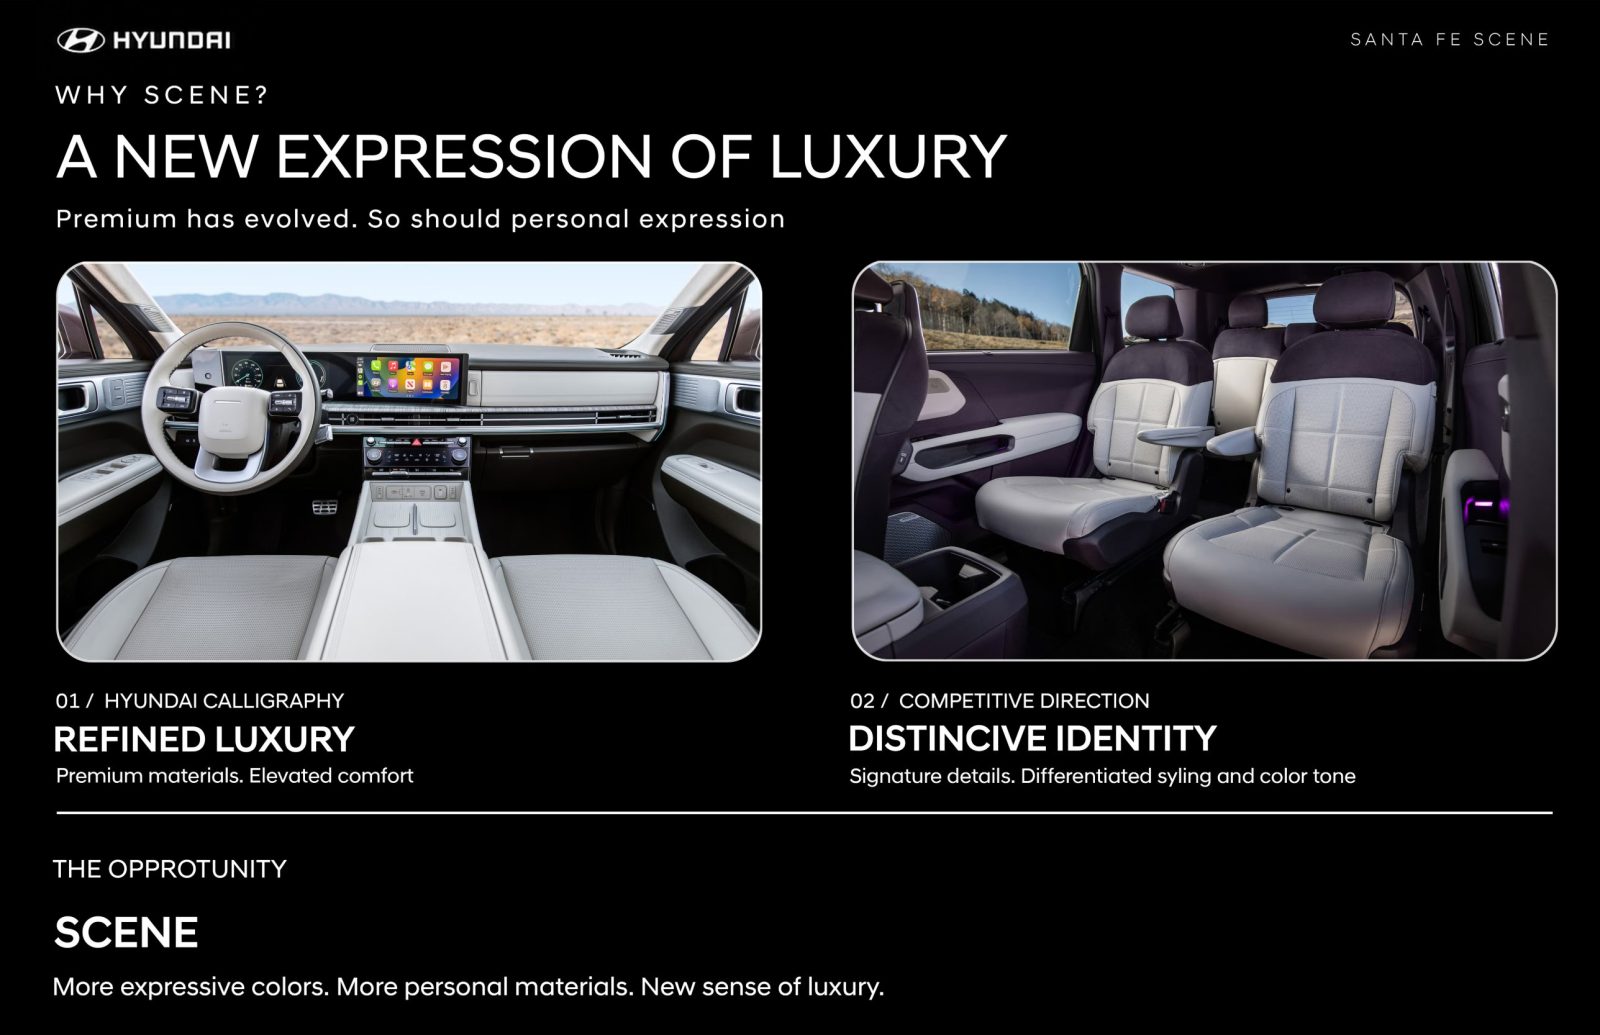 HYUNDAI
SANTA FE SCENE
WHY SCENE?
A NEW EXPRESSION OF LUXURY
Premium has evolved. So should personal expression
01 / HYUNDAI CALLIGRAPHY
REFINED LUXURY
Premium materials. Elevated comfort
02 / COMPETITIVE DIRECTION
DISTINCIVE IDENTITY
Signature details. Differentiated syling and color tone
THE OPPROTUNITY
SCENE
More expressive colors. More personal materials. New sense of luxury.